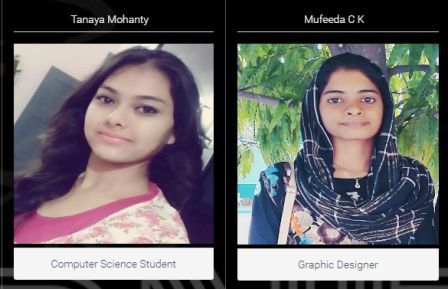 Tanaya Mohanty
Mufeeda C K
Computer Science Student
Graphic Designer